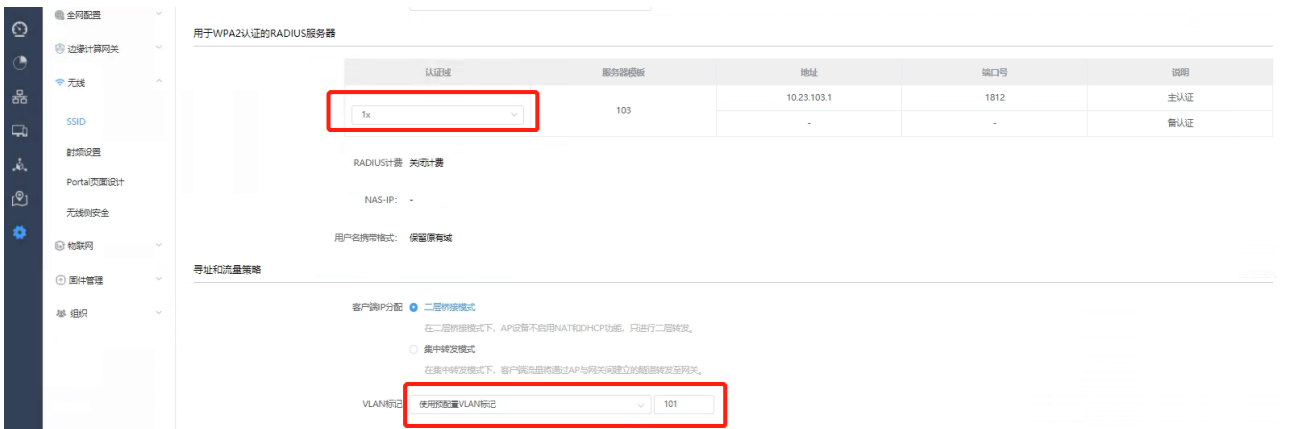 全网配置
边缘计算网关
无线
SSID
射频设置
Portal页面设计
无线侧安全
物联网
固件管理
组织
用于WPA2认证的RADIUS服务器
认证域 服务器模板 地址 端口号 说明
1x 103 10.23.103.1 1812 主认证
- - 备认证
RADIUS计费 关闭计费
NAS-IP: -
用户名携带格式: 保留原有域
寻址和流量策略
客户端IP分配 二层桥接模式
在二层桥接模式下，AP设备不启用NAT和DHCP功能，只进行二层转发。
集中转发模式
在集中转发模式下，客户端流量将通过AP与网关间建立的隧道转发至网关。
VLAN标记 使用预配置VLAN标记 101